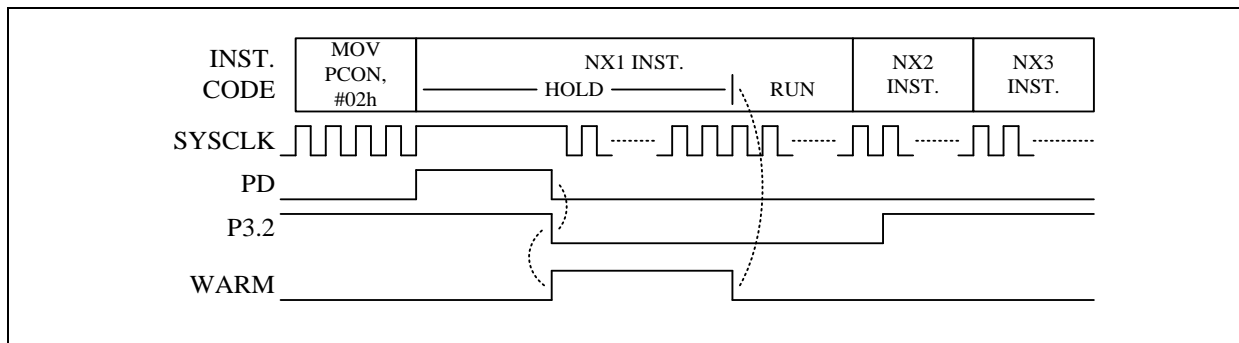 INST.
CODE
MOV
PCON,
#02h
NX1 INST.
HOLD
RUN
NX2
INST.
NX3
INST.
SYSCLK
PD
P3.2
WARM